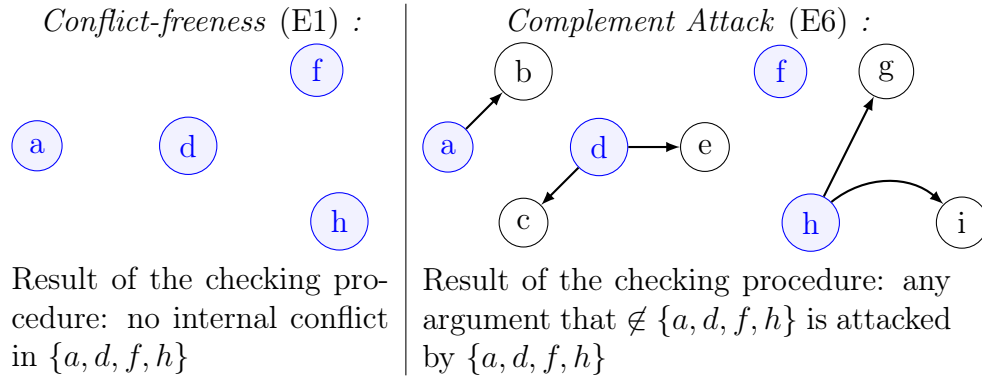 Conflict-freeness (E1) :
f
a
d
h
Result of the checking pro-
cedure: no internal conflict
in {a, d, f, h}
Complement Attack (E6) :
b
f
g
a
d
e
c
h
i
Result of the checking procedure: any
argument that ∉ {a, d, f, h} is attacked
by {a, d, f, h}